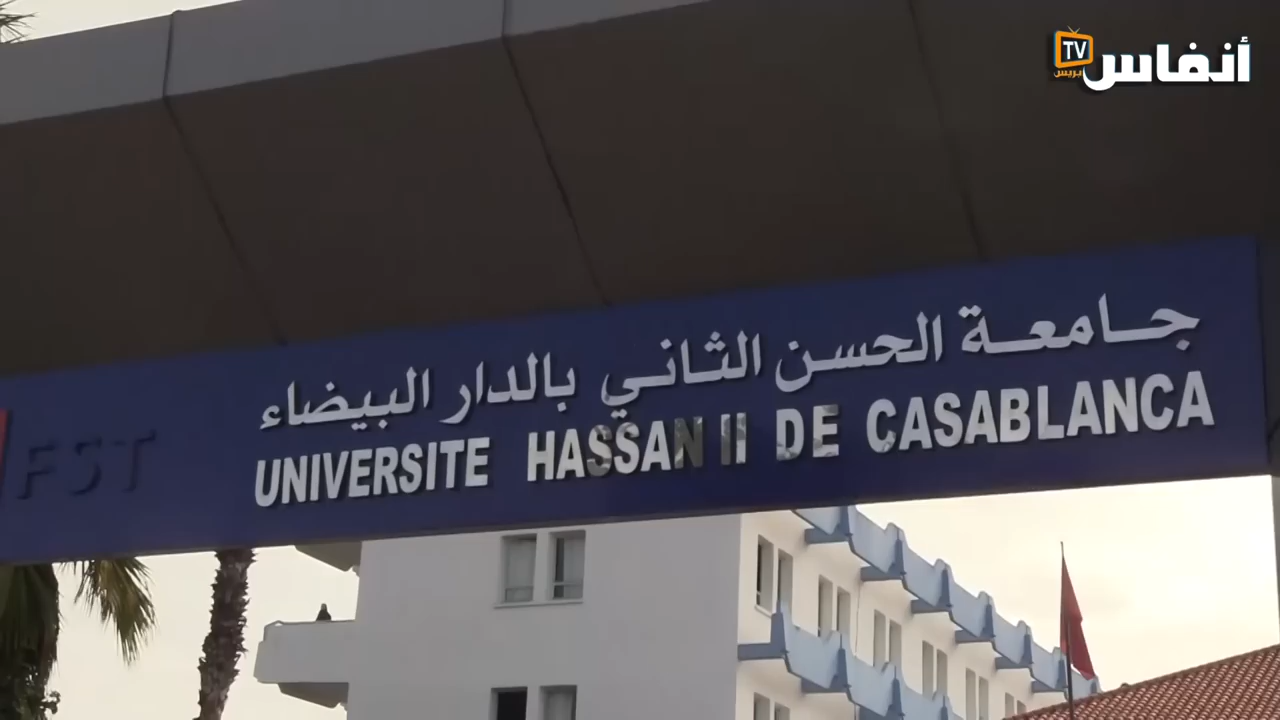 أنفاس
TV
بريس
جامعة الحسن الثاني بالدار البيضاء
UNIVERSITE HASSAN II DE CASABLANCA
FST